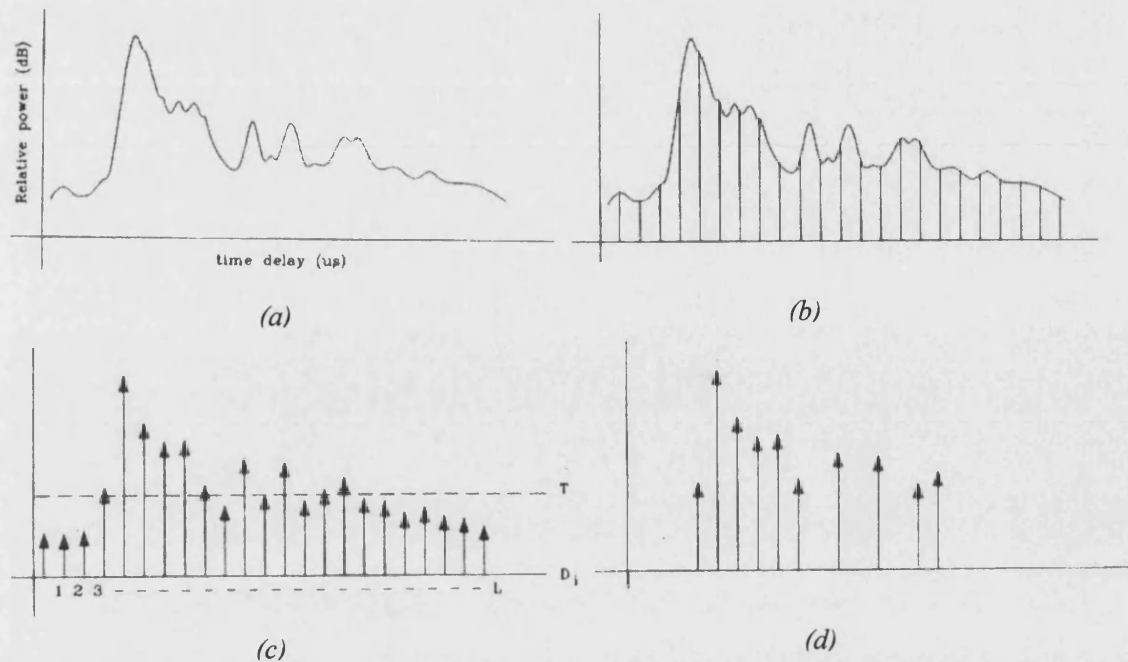 Relative power (dB)
time delay (us)
(a)
(b)
T
D i
1 2 3 L
(c)
(d)